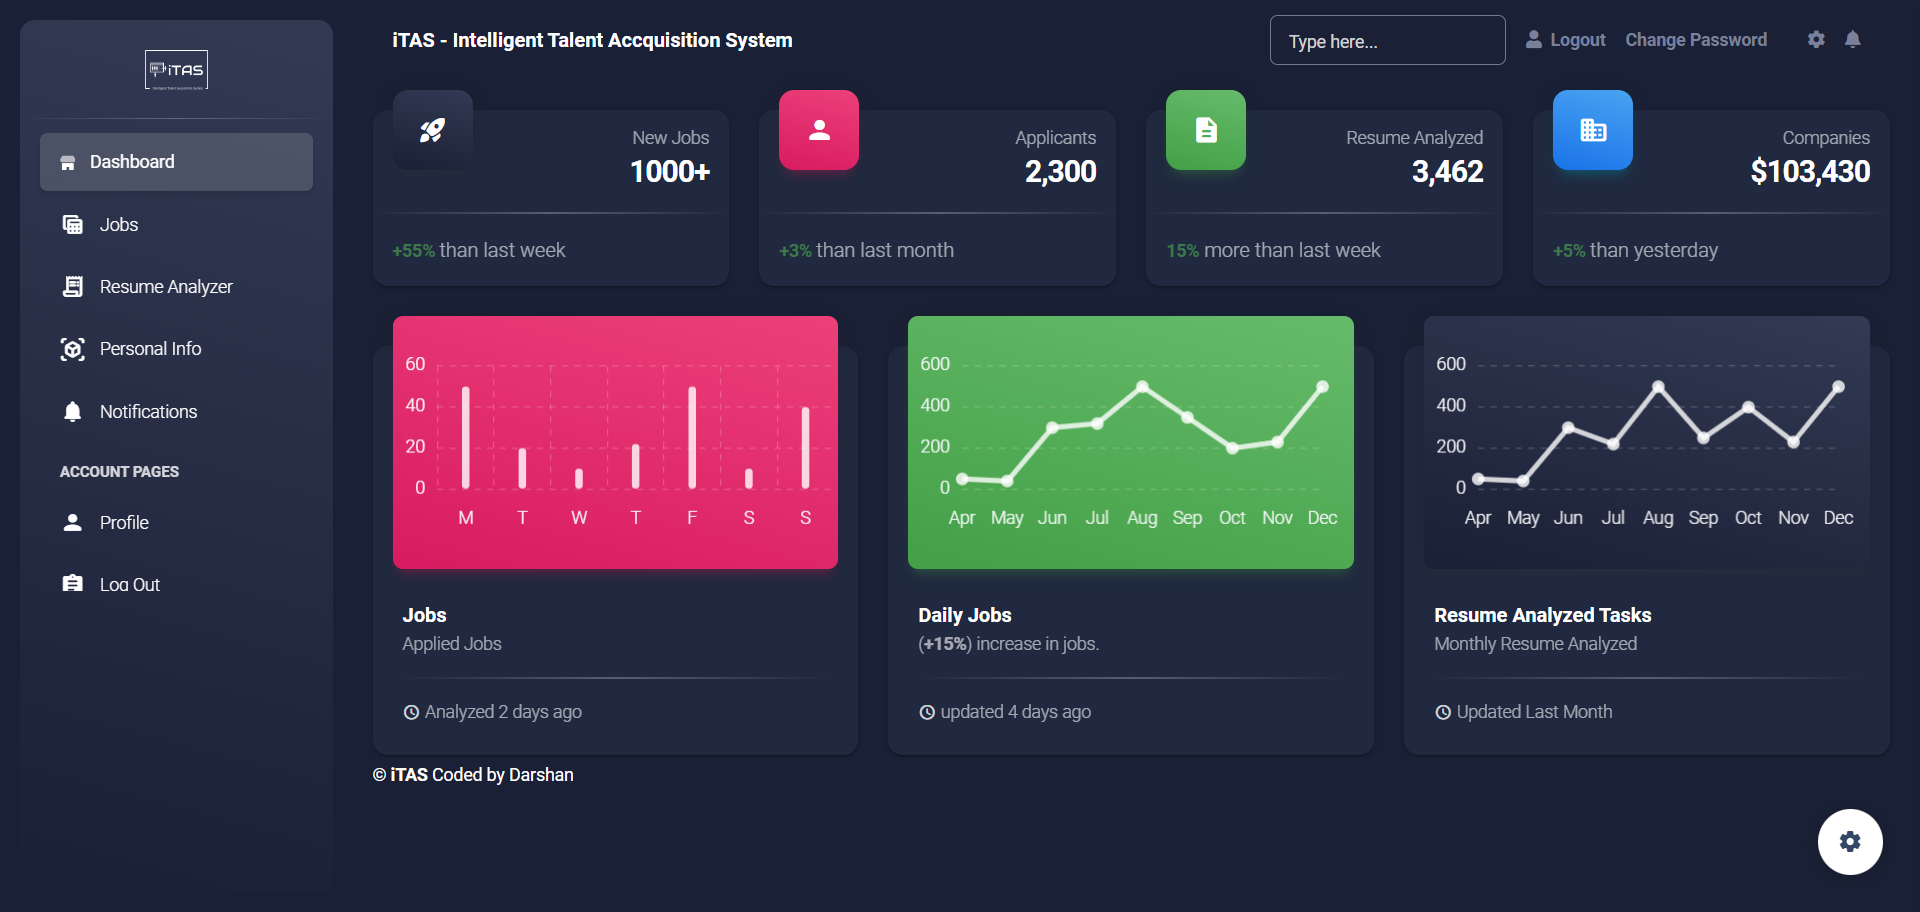 iTAS
Intelligent Talent Acquisition System
Dashboard
Jobs
Resume Analyzer
Personal Info
Notifications
ACCOUNT PAGES
Profile
Log Out
iTAS - Intelligent Talent Accquisition System
Type here...
Logout
Change Password
New Jobs
1000+
+55% than last week
Applicants
2,300
+3% than last month
Resume Analyzed
3,462
15% more than last week
Companies
$103,430
+5% than yesterday
60
40
20
0
M T W T F S S
Jobs
Applied Jobs
Analyzed 2 days ago
600
400
200
0
Apr May Jun Jul Aug Sep Oct Nov Dec
Daily Jobs
(+15%) increase in jobs.
updated 4 days ago
600
400
200
0
Apr May Jun Jul Aug Sep Oct Nov Dec
Resume Analyzed Tasks
Monthly Resume Analyzed
Updated Last Month
© iTAS Coded by Darshan